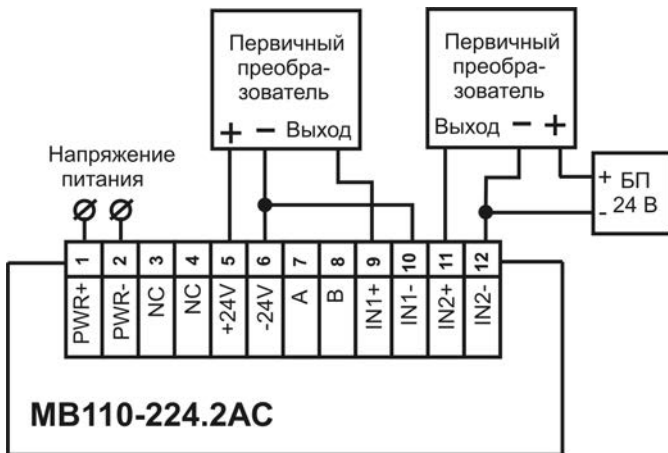 Первичный
преобра-
зователь
+ − Выход
Первичный
преобра-
зователь
Выход − +
Напряжение
питания
+ БП
- 24 В
1 2 3 4 5 6 7 8 9 10 11 12
PWR+ PWR- NC NC +24V -24V A B IN1+ IN1- IN2+ IN2-
МВ110-224.2АС